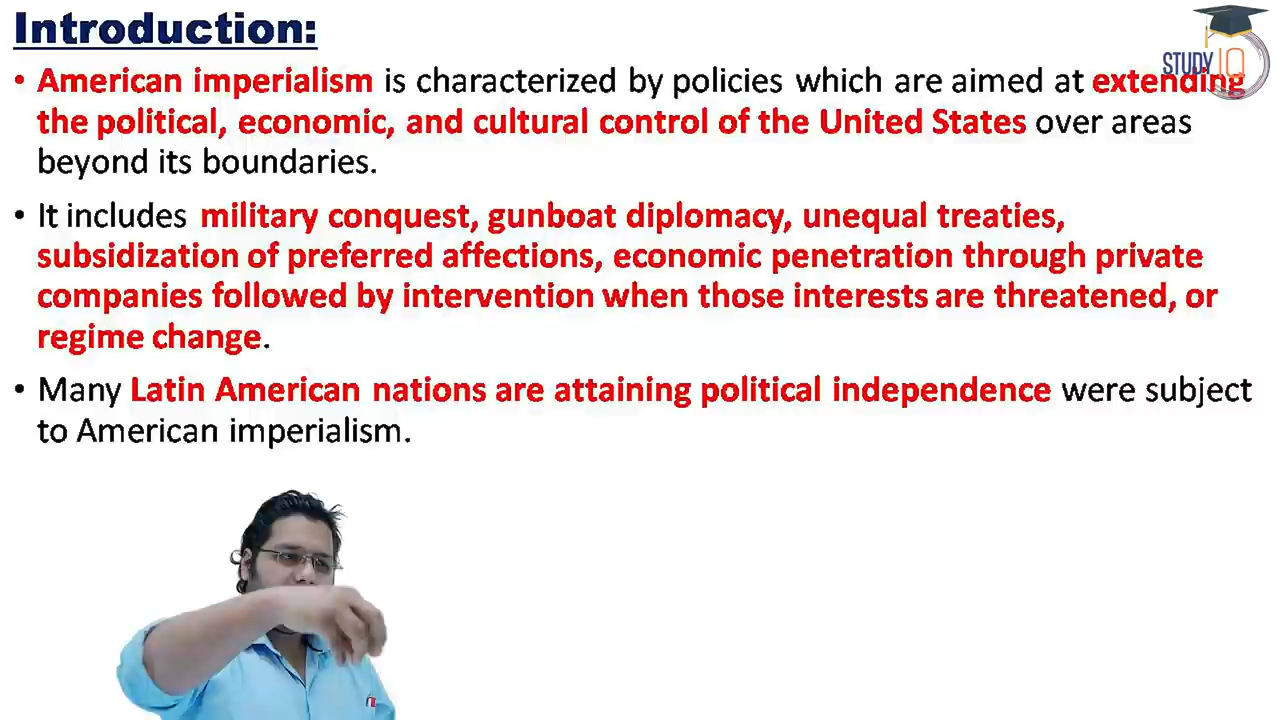 Introduction:
STUDY IQ
• American imperialism is characterized by policies which are aimed at extending
the political, economic, and cultural control of the United States over areas
beyond its boundaries.
• It includes military conquest, gunboat diplomacy, unequal treaties,
subsidization of preferred affections, economic penetration through private
companies followed by intervention when those interests are threatened, or
regime change.
• Many Latin American nations are attaining political independence were subject
to American imperialism.